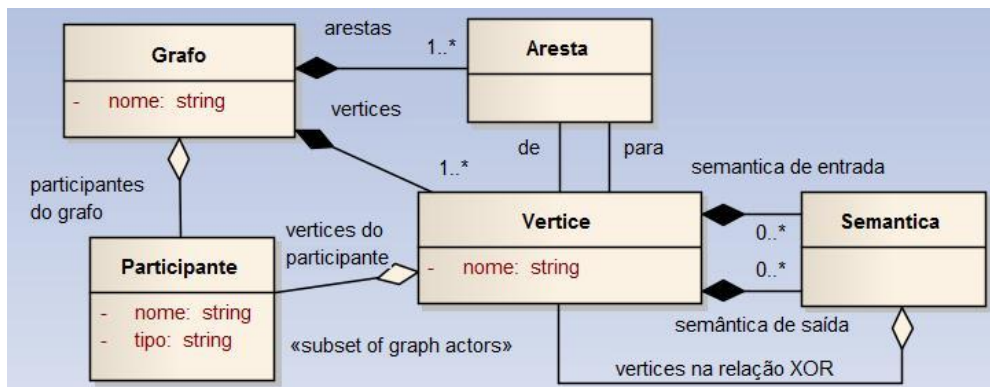 arestas
Grafo
1..*
Aresta
- nome: string
vertices
de
para
participantes
do grafo
1..*
semantica de entrada
vertices do
participante
Vertice
0..*
Semantica
Participante
- nome: string
0..*
- nome: string
- tipo: string
«subset of graph actors»
semântica de saída
vertices na relação XOR